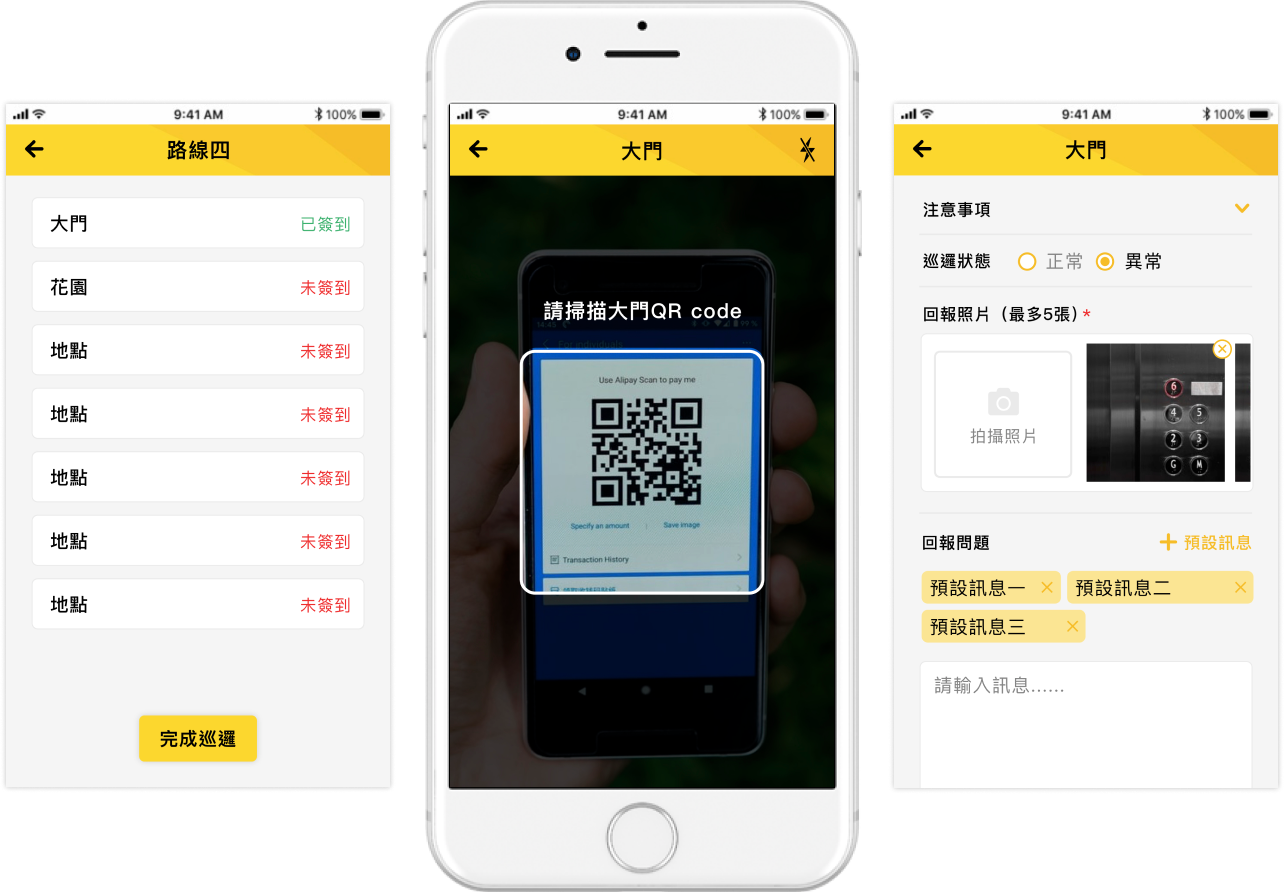 9:41 AM
100%
路線四
大門
已簽到
花園
未簽到
地點
未簽到
地點
未簽到
地點
未簽到
地點
未簽到
地點
未簽到
完成巡邏
9:41 AM
100%
大門
請掃描大門QR code
For individuals
Use Alipay Scan to pay me
Specify an amount
Save image
Transaction History
9:41 AM
100%
大門
注意事項
巡邏狀態 正常 異常
回報照片（最多5張）*
拍攝照片
6
4 5
2 3
G M
回報問題
預設訊息
預設訊息一
預設訊息二
預設訊息三
請輸入訊息......